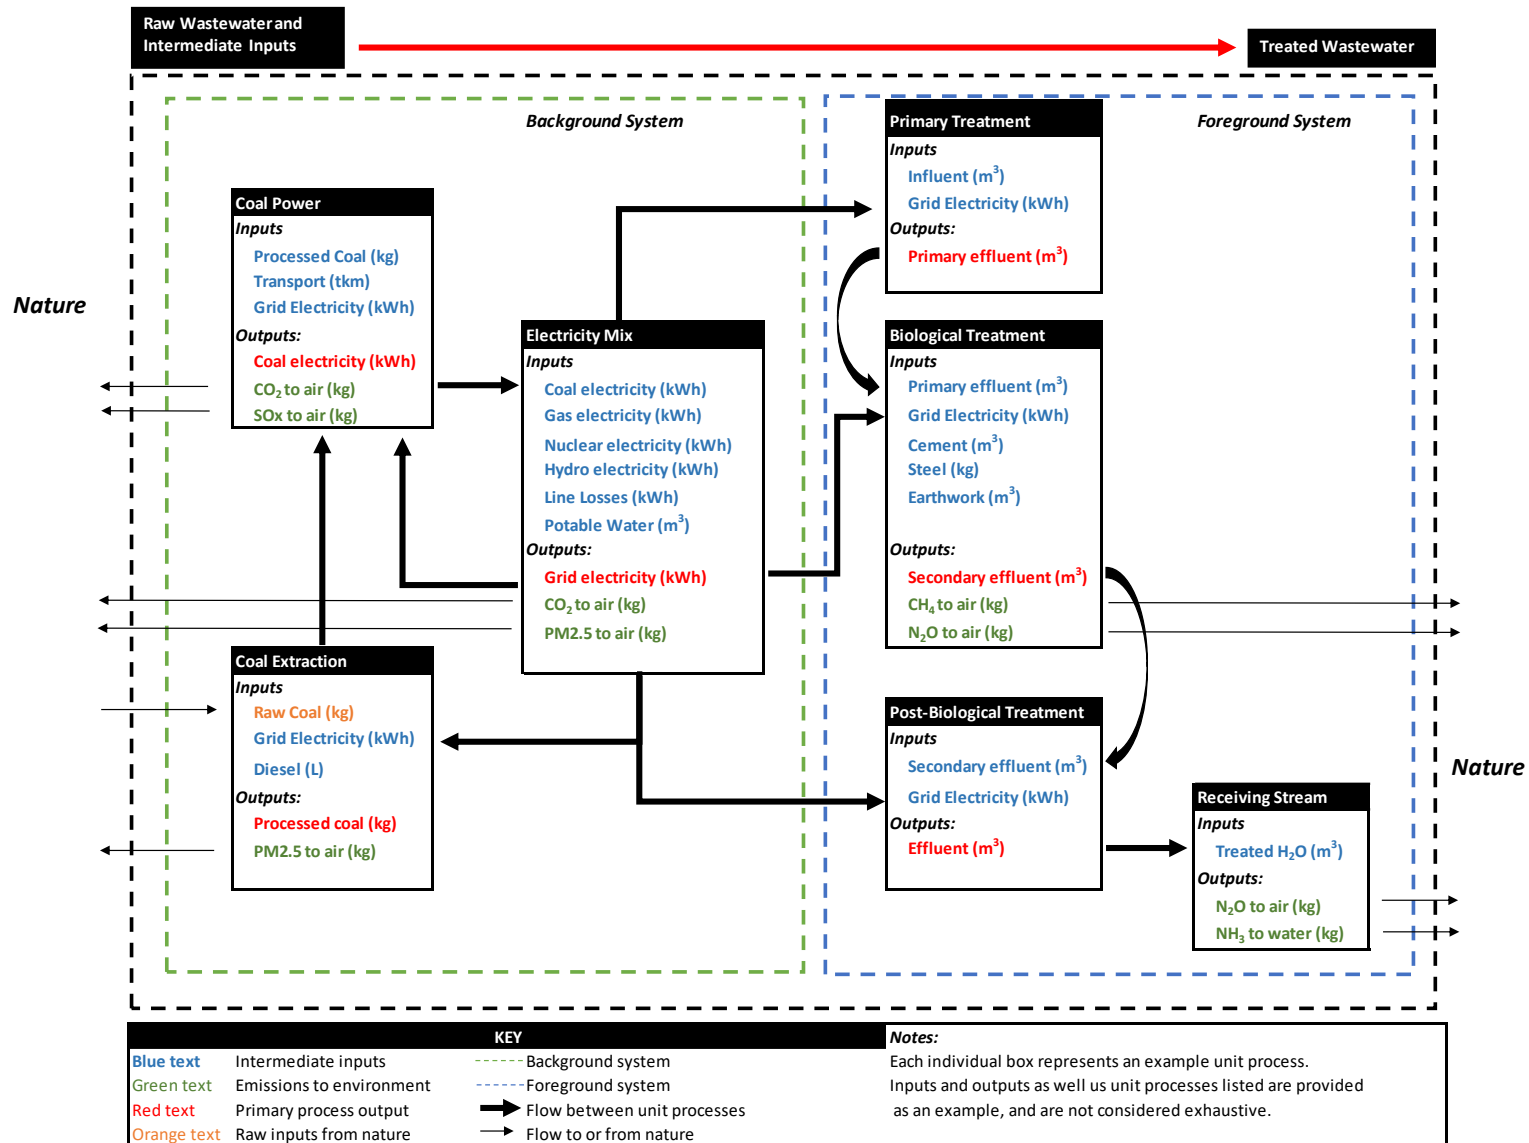 Raw Wastewater and
Intermediate Inputs
Treated Wastewater
Background System
Foreground System
Nature
Coal Power
Inputs
Processed Coal (kg)
Transport (tkm)
Grid Electricity (kWh)
Outputs:
Coal electricity (kWh)
CO₂ to air (kg)
SOx to air (kg)
Coal Extraction
Inputs
Raw Coal (kg)
Grid Electricity (kWh)
Diesel (L)
Outputs:
Processed coal (kg)
PM2.5 to air (kg)
Electricity Mix
Inputs
Coal electricity (kWh)
Gas electricity (kWh)
Nuclear electricity (kWh)
Hydro electricity (kWh)
Line Losses (kWh)
Potable Water (m³)
Outputs:
Grid electricity (kWh)
CO₂ to air (kg)
PM2.5 to air (kg)
Primary Treatment
Inputs
Influent (m³)
Grid Electricity (kWh)
Outputs:
Primary effluent (m³)
Biological Treatment
Inputs
Primary effluent (m³)
Grid Electricity (kWh)
Cement (m³)
Steel (kg)
Earthwork (m³)
Outputs:
Secondary effluent (m³)
CH₄ to air (kg)
N₂O to air (kg)
Post-Biological Treatment
Inputs
Secondary effluent (m³)
Grid Electricity (kWh)
Outputs:
Effluent (m³)
Receiving Stream
Inputs
Treated H₂O (m³)
Outputs:
N₂O to air (kg)
NH₃ to water (kg)
Nature
KEY
Blue text Intermediate inputs
Green text Emissions to environment
Red text Primary process output
Orange text Raw inputs from nature
Background system
Foreground system
Flow between unit processes
Flow to or from nature
Notes:
Each individual box represents an example unit process.
Inputs and outputs as well us unit processes listed are provided
as an example, and are not considered exhaustive.